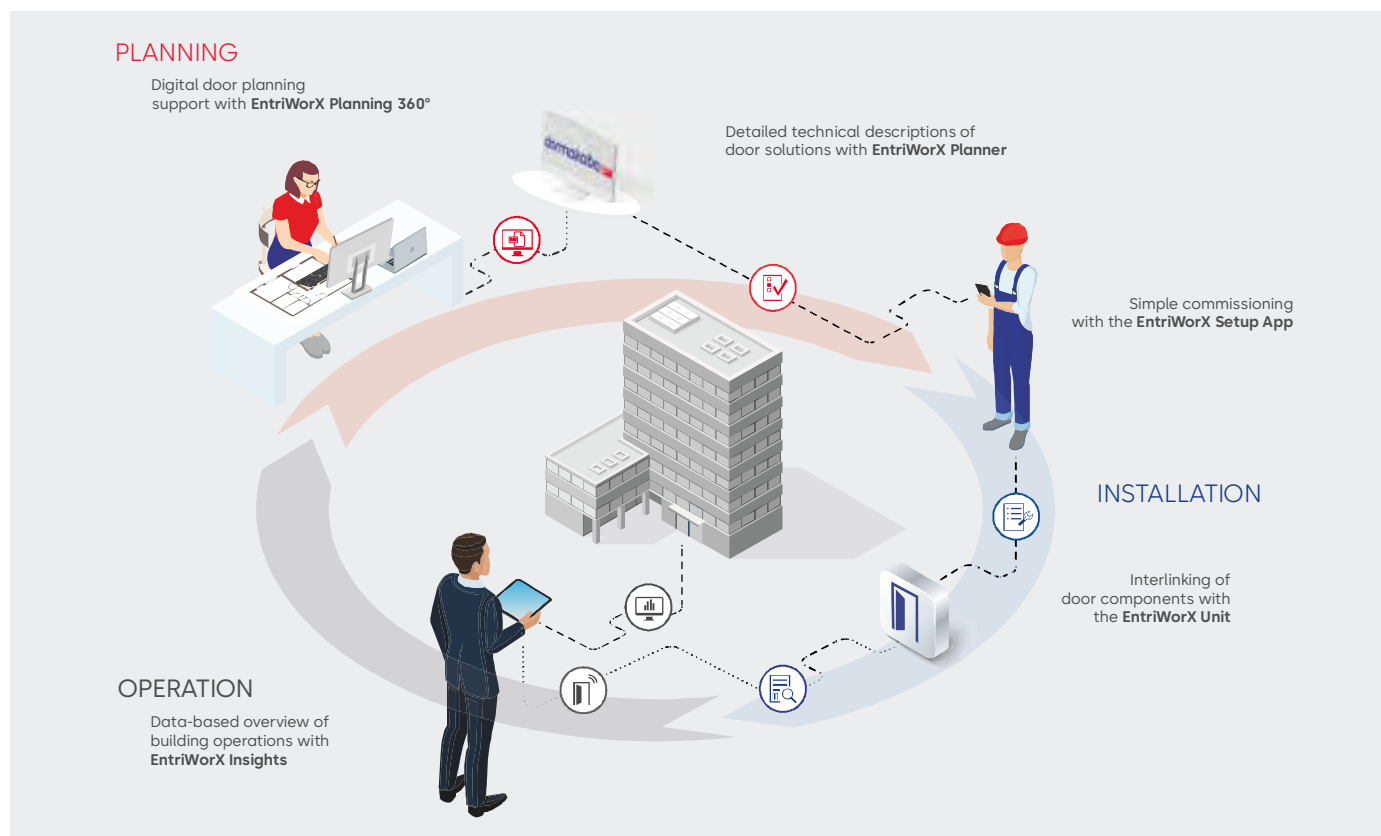 PLANNING
Digital door planning
support with EntriWorX Planning 360°
dormakaba
Detailed technical descriptions of
door solutions with EntriWorX Planner
Simple commissioning
with the EntriWorX Setup App
INSTALLATION
Interlinking of
door components with
the EntriWorX Unit
OPERATION
Data-based overview of
building operations with
EntriWorX Insights